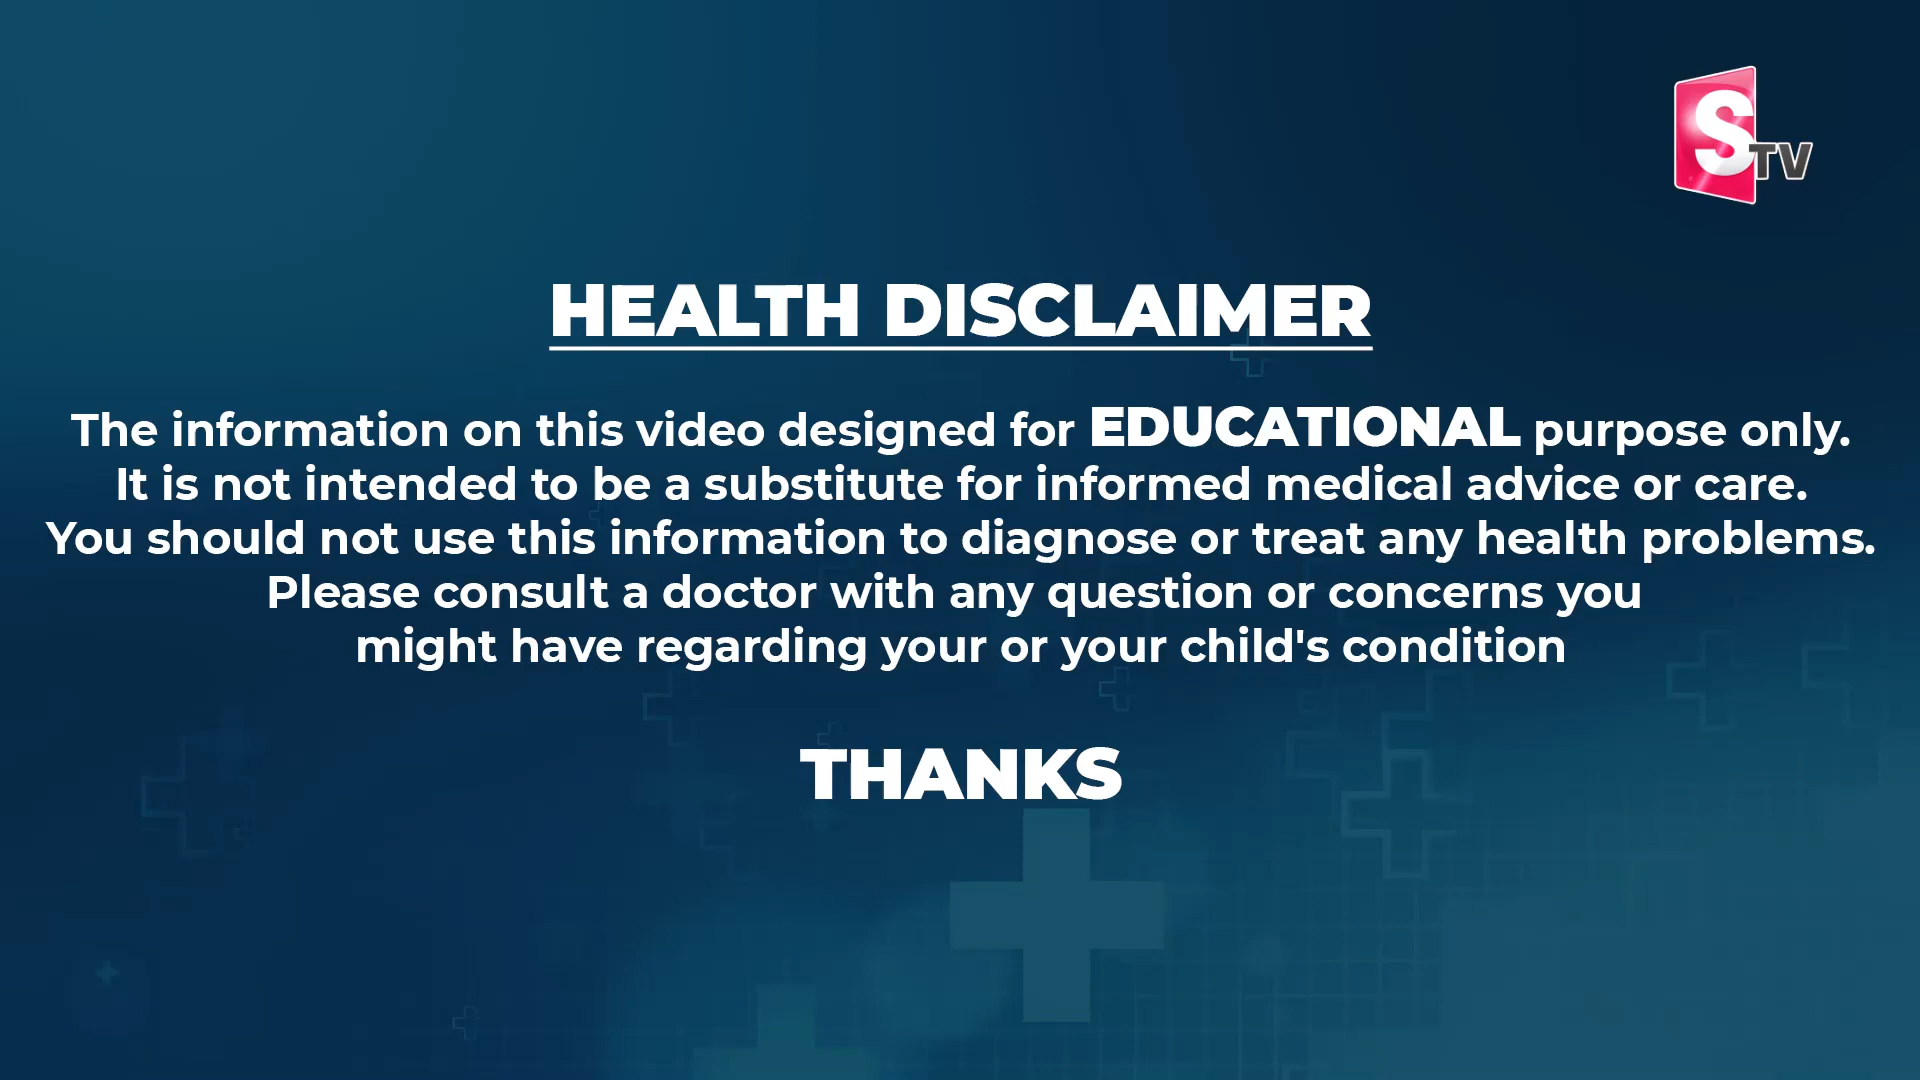 STV
HEALTH DISCLAIMER
The information on this video designed for EDUCATIONAL purpose only.
It is not intended to be a substitute for informed medical advice or care.
You should not use this information to diagnose or treat any health problems.
Please consult a doctor with any question or concerns you
might have regarding your or your child's condition
THANKS